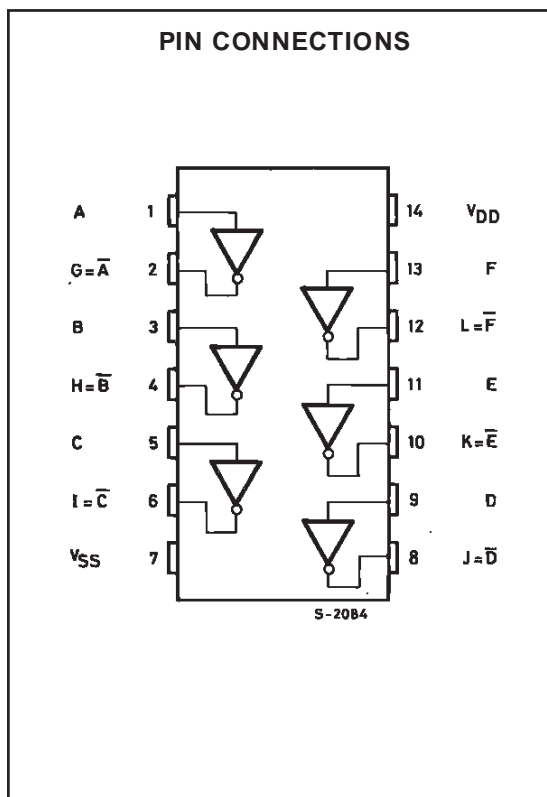 PIN CONNECTIONS
A 1 14 VDD
G=A̅ 2 13 F
B 3 12 L=F̅
H=B̅ 4 11 E
C 5 10 K=E̅
I=C̅ 6 9 D
VSS 7 8 J=D̅
S-2084